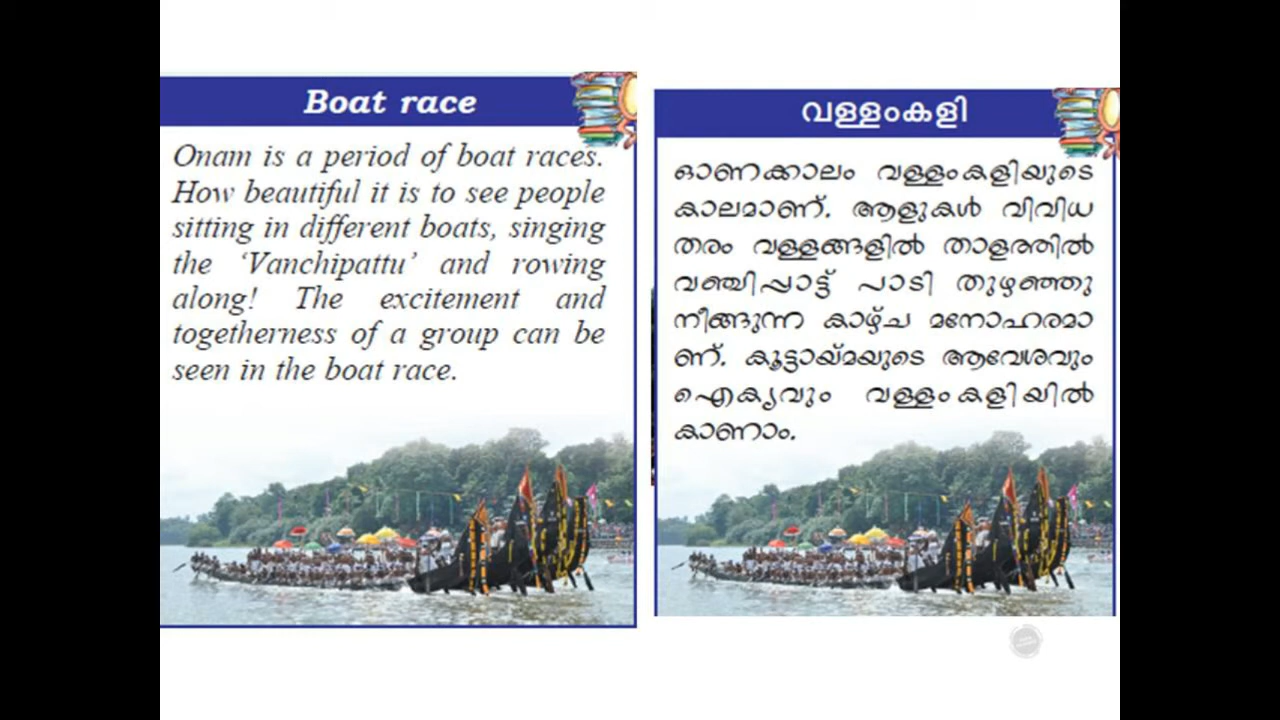 Boat race
Onam is a period of boat races.
How beautiful it is to see people
sitting in different boats, singing
the ‘Vanchipattu’ and rowing
along! The excitement and
togetherness of a group can be
seen in the boat race.
വള്ളംകളി
ഓണക്കാലം വള്ളംകളിയുടെ
കാലമാണ്. ആളുകൾ വിവിധ
തരം വള്ളങ്ങളിൽ താളത്തിൽ
വഞ്ചിപ്പാട്ട് പാടി തുഴഞ്ഞു
നീങ്ങുന്ന കാഴ്ച മനോഹരമാ
ണ്. കൂട്ടായ്മയുടെ ആവേശവും
ഐക്യവും വള്ളംകളിയിൽ
കാണാം.